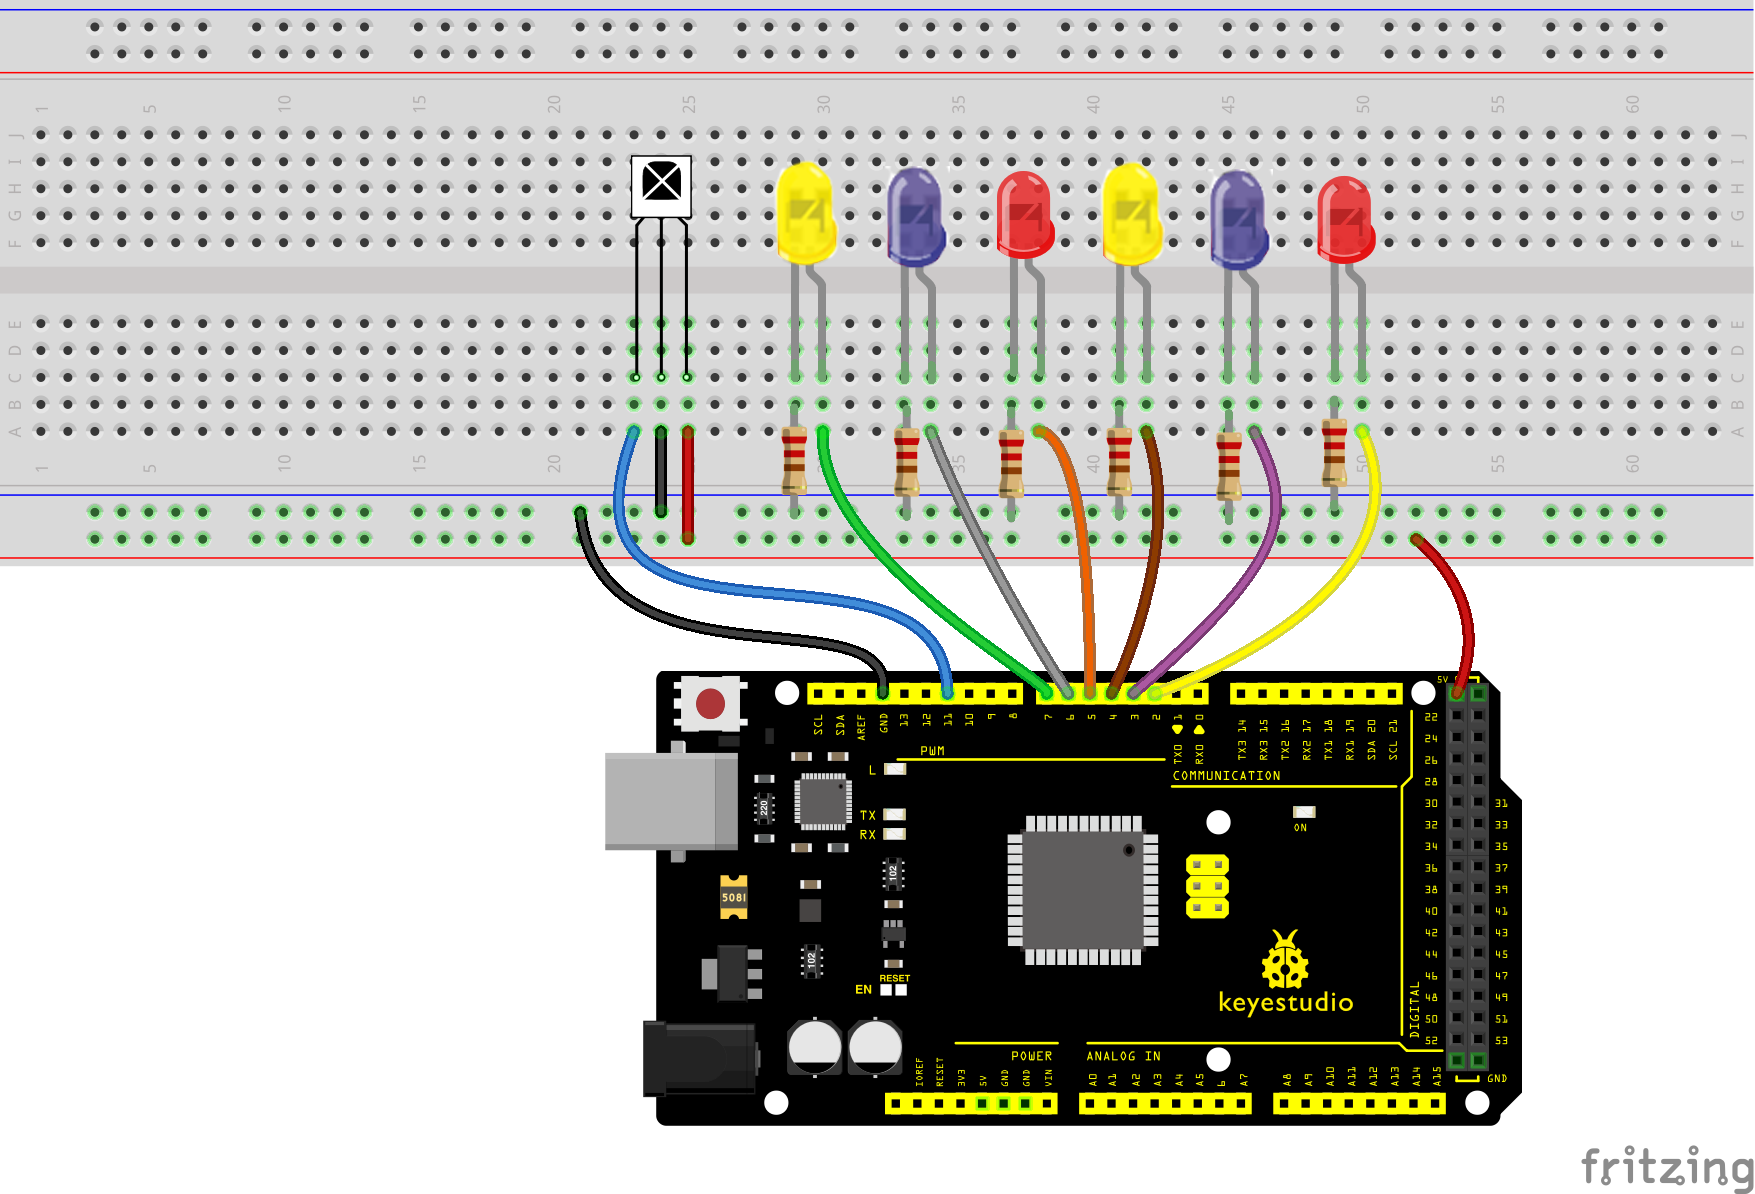 1 5 10 15 20 25 30 35 40 45 50 55 60
J J
I I
H H
G G
F F
E E
D D
C C
B B
A A
1 5 10 15 20 35 40 50 55 60
5V
SCL SDA AREF GND 13 12 11 10 9 8 7 6 5 4 3 2 1 0
TX0 RX0
TX3 14 RX3 15 TX2 16 RX2 17 TX1 18 RX1 19 SDA 20 SCL 21
PWM
COMMUNICATION
L
TX
RX
220
ON
102
5081
102
RESET
EN
keyestudio
22
24
26
28
30 31
32 33
34 35
36 37
38 39
40 41
42 43
44 45
46 47
48 49
50 51
52 53
DIGITAL
GND
POWER
ANALOG IN
IOREF RESET 3V3 5V GND GND VIN
A0 A1 A2 A3 A4 A5 6 A7
A8 A9 A10 A11 A12 A13 A14 A15
fritzing